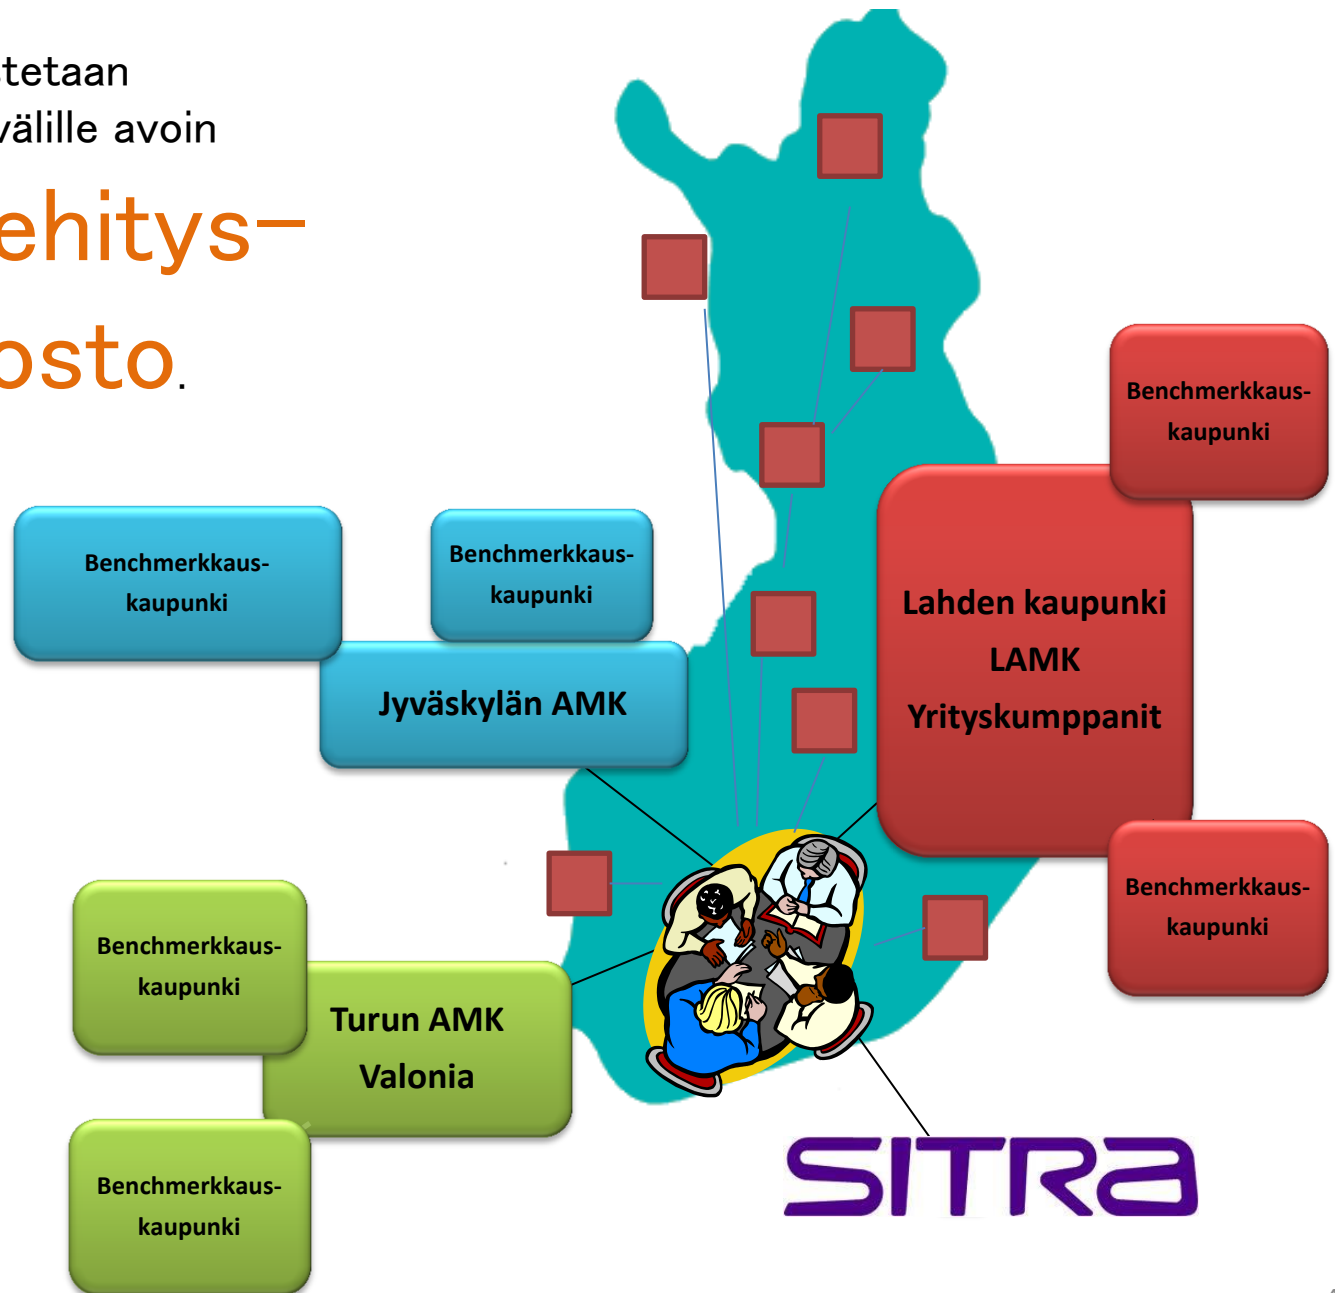 stetaan
välille avoin
ehitys-
osto.
Benchmerkkaus-
kaupunki
Benchmerkkaus-
kaupunki
Benchmerkkaus-
kaupunki
Lahden kaupunki
LAMK
Yrityskumppanit
Jyväskylän AMK
Benchmerkkaus-
kaupunki
Benchmerkkaus-
kaupunki
Turun AMK
Valonia
Benchmerkkaus-
kaupunki
SITRA